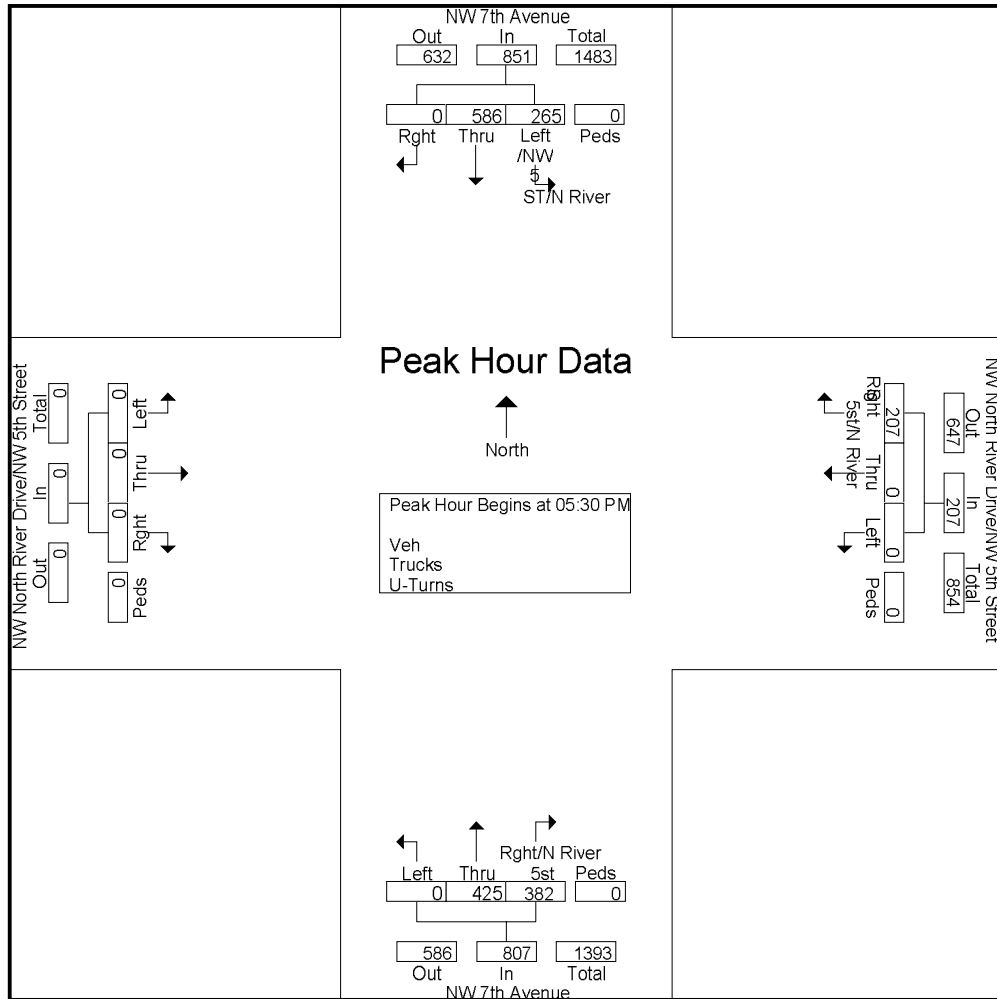 NW 7th Avenue
Out In Total
632 851 1483
0 586 265 0
Rght Thru Left Peds
/NW
5
ST/N River
Peak Hour Data
North
Peak Hour Begins at 05:30 PM
Veh
Trucks
U-Turns
NW North River Drive/NW 5th Street
Total In Out
0 0 0
0 0 0 0
Left Thru Rght Peds
NW North River Drive/NW 5th Street
Out In Total
647 207 854
207 0 0 0
Thru Left Peds
5st/N River
Rght/N River
Left Thru 5st Peds
0 425 382 0
586 807 1393
Out In Total
NW 7th Avenue